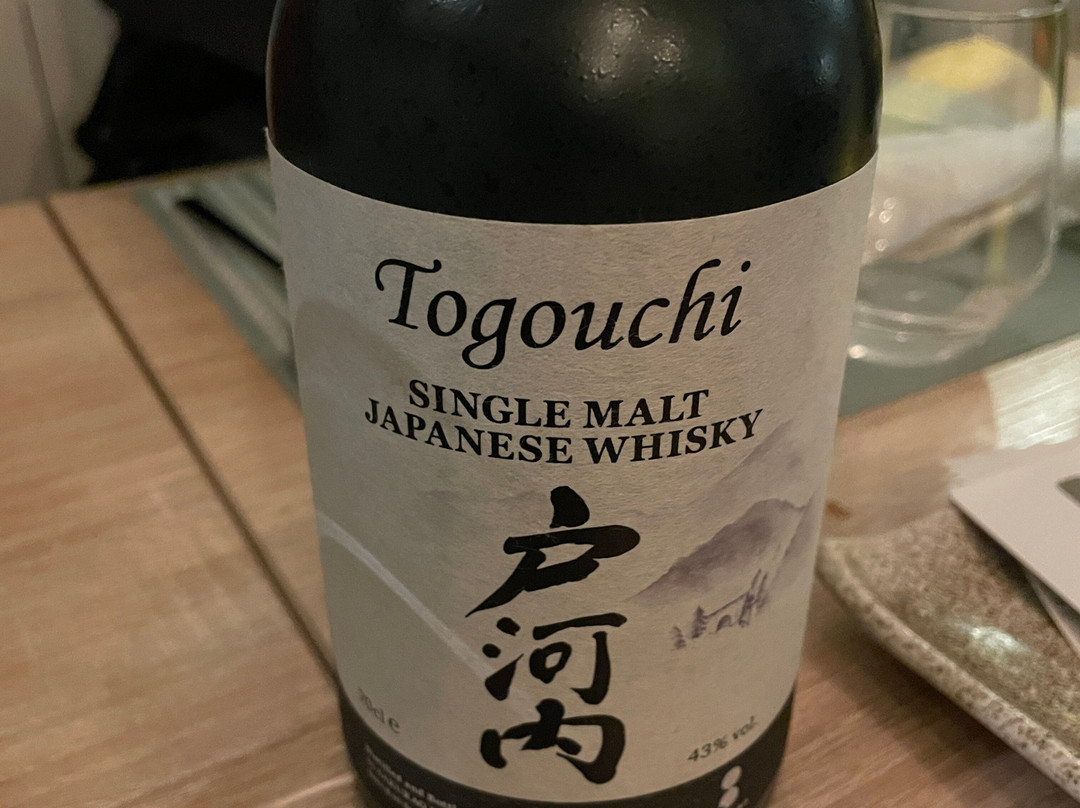 Togouchi
SINGLE MALT
JAPANESE WHISKY
戸河内
70cl e
43% vol.